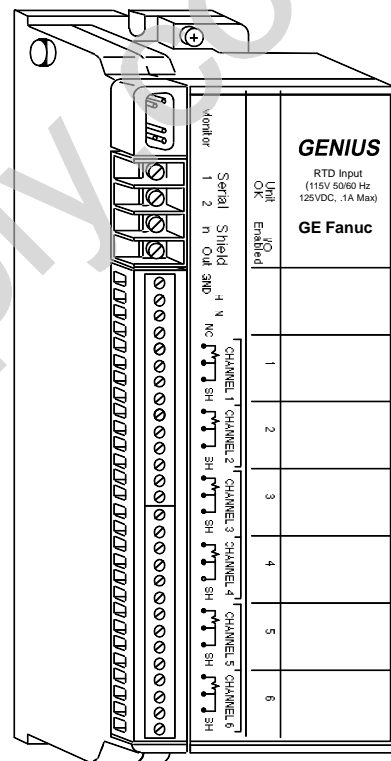 GENIUS
RTD Input
(115V 50/60 Hz
125VDC, .1A Max)
GE Fanuc
Unit OK
I/O Enabled
Monitor
Serial 1 2
Shield n Out
GND
H N
NC
CHANNEL 1
SH
1
CHANNEL 2
SH
2
CHANNEL 3
SH
3
CHANNEL 4
SH
4
CHANNEL 5
SH
5
CHANNEL 6
SH
6